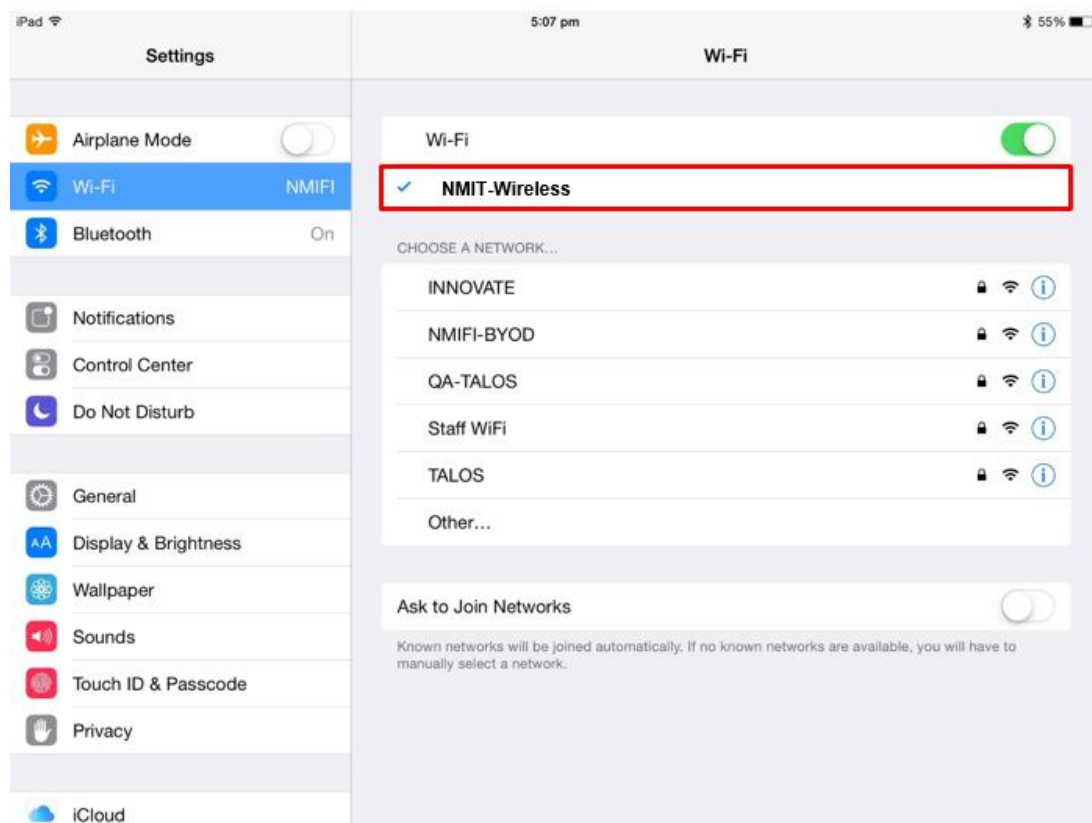 iPad 5:07 pm 55%
Settings
Wi-Fi
Airplane Mode
Wi-Fi NMIFI
Bluetooth On
Notifications
Control Center
Do Not Disturb
General
AA Display & Brightness
Wallpaper
Sounds
Touch ID & Passcode
Privacy
iCloud
Wi-Fi
NMIT-Wireless
CHOOSE A NETWORK...
INNOVATE
NMIFI-BYOD
QA-TALOS
Staff WiFi
TALOS
Other...
Ask to Join Networks
Known networks will be joined automatically. If no known networks are available, you will have to
manually select a network.